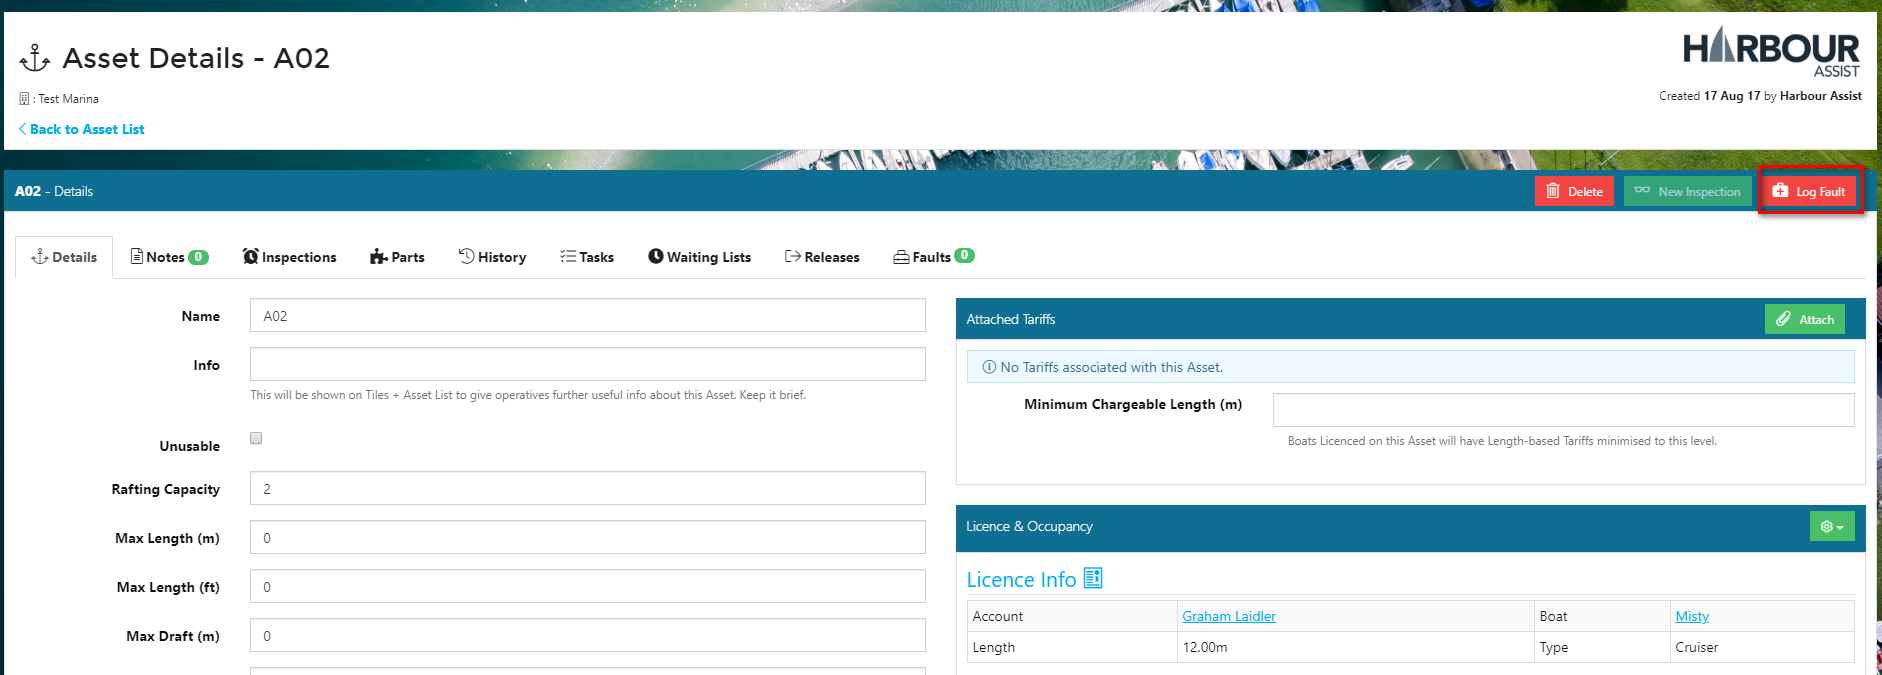 Asset Details - A02
HARBOUR
ASSIST
: Test Marina
Created 17 Aug 17 by Harbour Assist
Back to Asset List
A02 - Details
Delete
New Inspection
Log Fault
Details
Notes 0
Inspections
Parts
History
Tasks
Waiting Lists
Releases
Faults 0
Name
A02
Info
This will be shown on Tiles + Asset List to give operatives further useful info about this Asset. Keep it brief.
Unusable
Rafting Capacity
2
Max Length (m)
0
Max Length (ft)
0
Max Draft (m)
0
Attached Tariffs
Attach
No Tariffs associated with this Asset.
Minimum Chargeable Length (m)
Boats Licenced on this Asset will have Length-based Tariffs minimised to this level.
Licence & Occupancy
Licence Info
Account Graham Laidler Boat Misty
Length 12.00m Type Cruiser